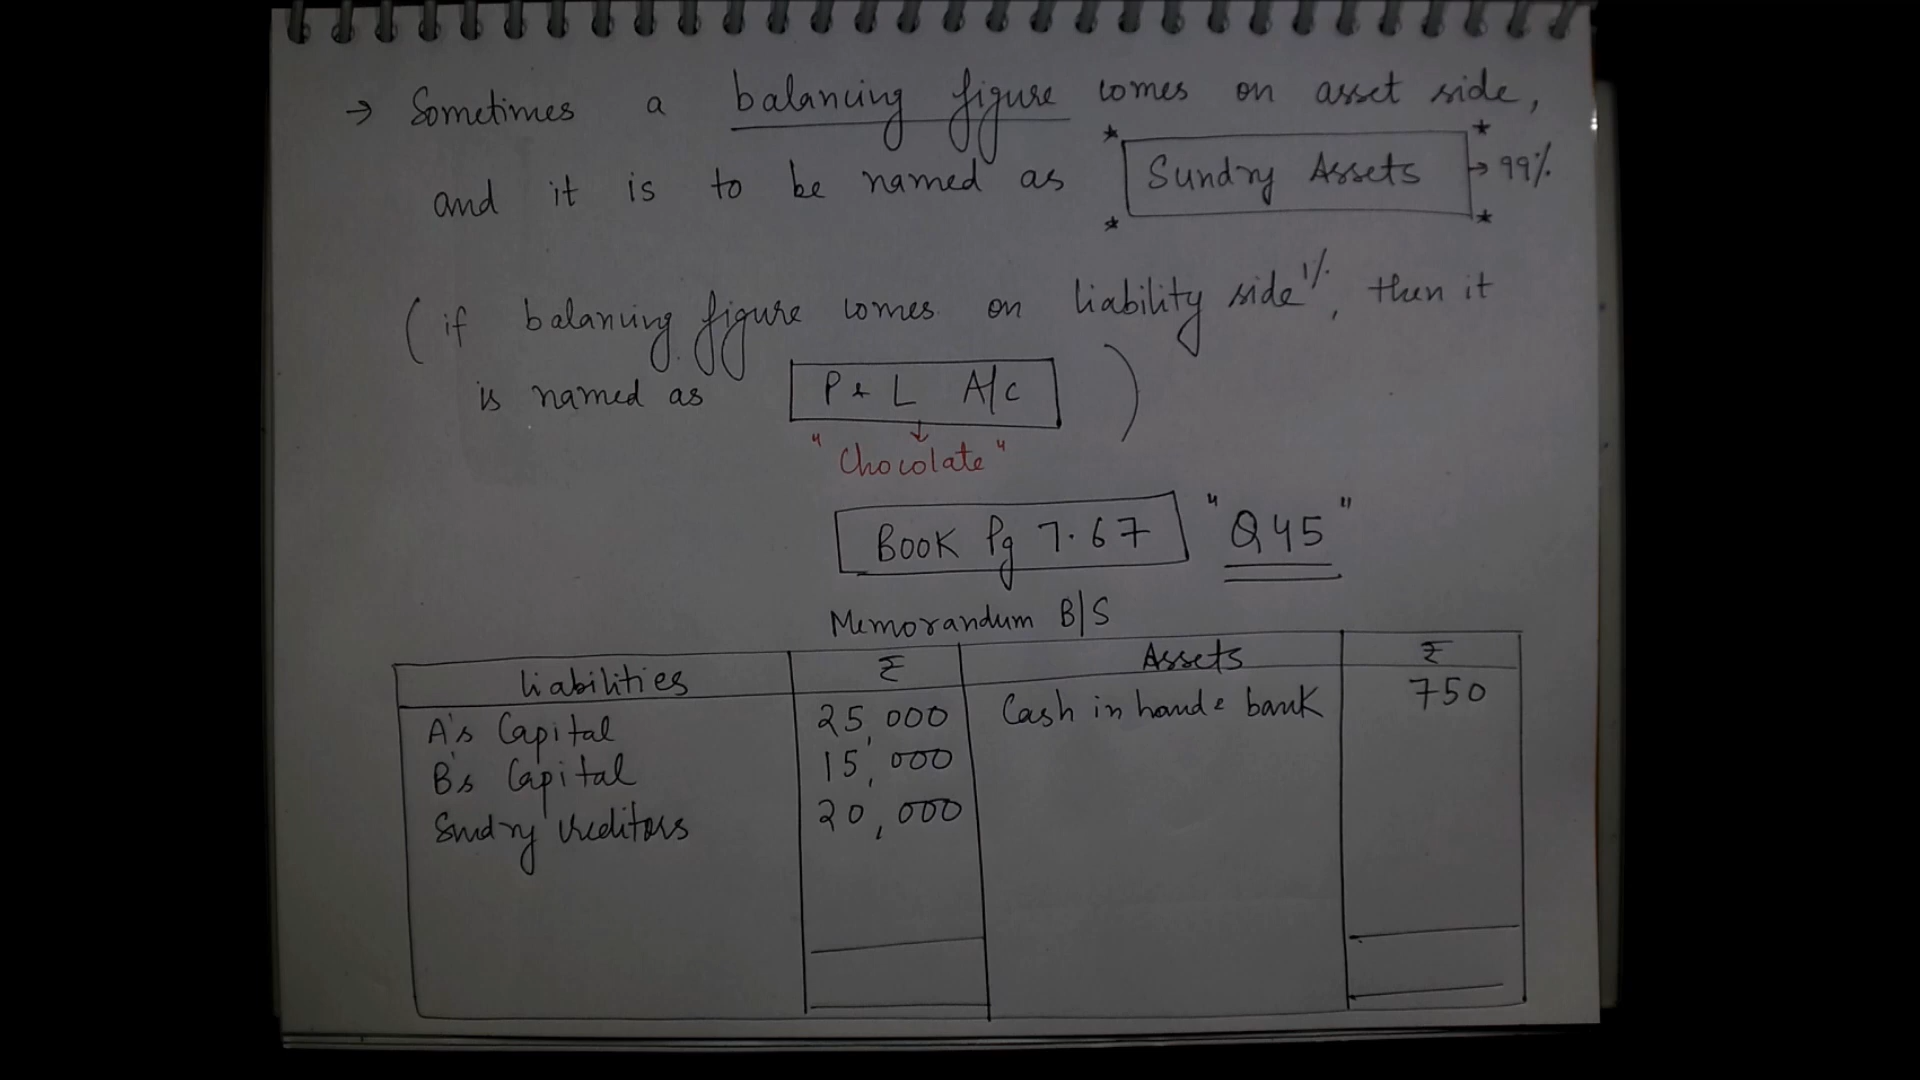 → Sometimes a balancing figure comes on asset side,
and it is to be named as * Sundry Assets * → 99%
(if balancing figure comes on liability side 1%, then it
is named as P & L A/c)
"Chocolate"
Book Pg 7.67 "Q45"
Memorandum B/S
Liabilities ₹ Assets ₹
A's Capital 25,000 Cash in hand & bank 750
B's Capital 15,000
Sundry Creditors 20,000